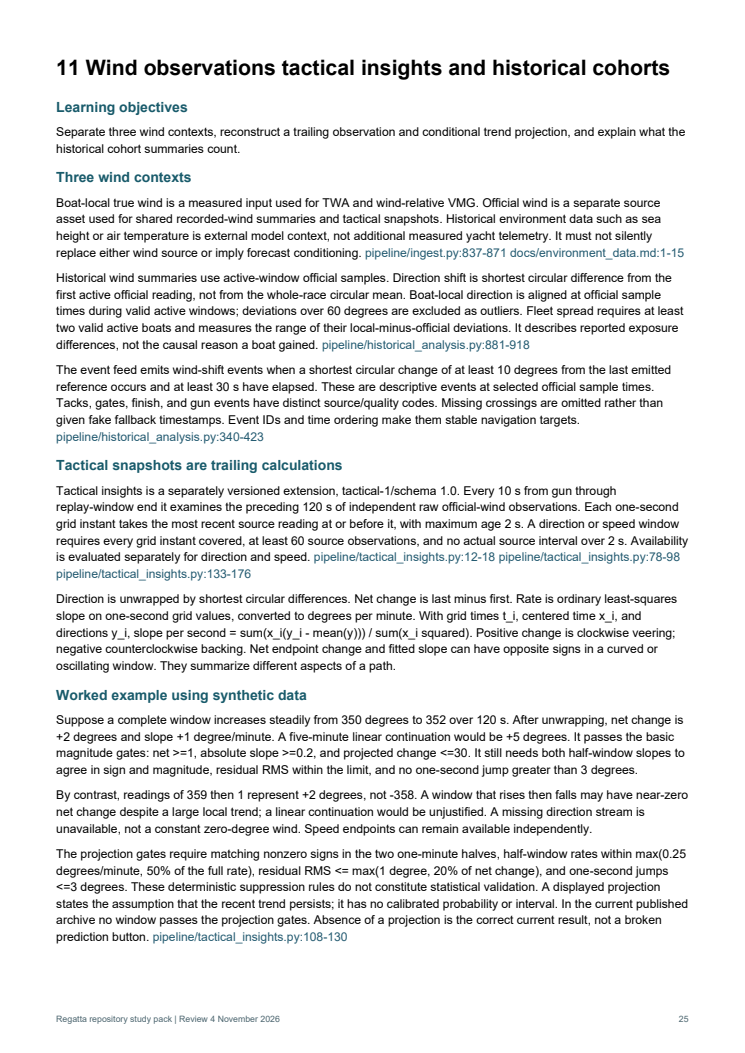 11 Wind observations tactical insights and historical cohorts
Learning objectives
Separate three wind contexts, reconstruct a trailing observation and conditional trend projection, and explain what the
historical cohort summaries count.
Three wind contexts
Boat-local true wind is a measured input used for TWA and wind-relative VMG. Official wind is a separate source
asset used for shared recorded-wind summaries and tactical snapshots. Historical environment data such as sea
height or air temperature is external model context, not additional measured yacht telemetry. It must not silently
replace either wind source or imply forecast conditioning. pipeline/ingest.py:837-871 docs/environment_data.md:1-15
Historical wind summaries use active-window official samples. Direction shift is shortest circular difference from the
first active official reading, not from the whole-race circular mean. Boat-local direction is aligned at official sample
times during valid active windows; deviations over 60 degrees are excluded as outliers. Fleet spread requires at least
two valid active boats and measures the range of their local-minus-official deviations. It describes reported exposure
differences, not the causal reason a boat gained. pipeline/historical_analysis.py:881-918
The event feed emits wind-shift events when a shortest circular change of at least 10 degrees from the last emitted
reference occurs and at least 30 s have elapsed. These are descriptive events at selected official sample times.
Tacks, gates, finish, and gun events have distinct source/quality codes. Missing crossings are omitted rather than
given fake fallback timestamps. Event IDs and time ordering make them stable navigation targets.
pipeline/historical_analysis.py:340-423
Tactical snapshots are trailing calculations
Tactical insights is a separately versioned extension, tactical-1/schema 1.0. Every 10 s from gun through
replay-window end it examines the preceding 120 s of independent raw official-wind observations. Each one-second
grid instant takes the most recent source reading at or before it, with maximum age 2 s. A direction or speed window
requires every grid instant covered, at least 60 source observations, and no actual source interval over 2 s. Availability
is evaluated separately for direction and speed. pipeline/tactical_insights.py:12-18 pipeline/tactical_insights.py:78-98
pipeline/tactical_insights.py:133-176
Direction is unwrapped by shortest circular differences. Net change is last minus first. Rate is ordinary least-squares
slope on one-second grid values, converted to degrees per minute. With grid times t_i, centered time x_i, and
directions y_i, slope per second = sum(x_i(y_i - mean(y))) / sum(x_i squared). Positive change is clockwise veering;
negative counterclockwise backing. Net endpoint change and fitted slope can have opposite signs in a curved or
oscillating window. They summarize different aspects of a path.
Worked example using synthetic data
Suppose a complete window increases steadily from 350 degrees to 352 over 120 s. After unwrapping, net change is
+2 degrees and slope +1 degree/minute. A five-minute linear continuation would be +5 degrees. It passes the basic
magnitude gates: net >=1, absolute slope >=0.2, and projected change <=30. It still needs both half-window slopes to
agree in sign and magnitude, residual RMS within the limit, and no one-second jump greater than 3 degrees.
By contrast, readings of 359 then 1 represent +2 degrees, not -358. A window that rises then falls may have near-zero
net change despite a large local trend; a linear continuation would be unjustified. A missing direction stream is
unavailable, not a constant zero-degree wind. Speed endpoints can remain available independently.
The projection gates require matching nonzero signs in the two one-minute halves, half-window rates within max(0.25
degrees/minute, 50% of the full rate), residual RMS <= max(1 degree, 20% of net change), and one-second jumps
<=3 degrees. These deterministic suppression rules do not constitute statistical validation. A displayed projection
states the assumption that the recent trend persists; it has no calibrated probability or interval. In the current published
archive no window passes the projection gates. Absence of a projection is the correct current result, not a broken
prediction button. pipeline/tactical_insights.py:108-130
Regatta repository study pack | Review 4 November 2026
25